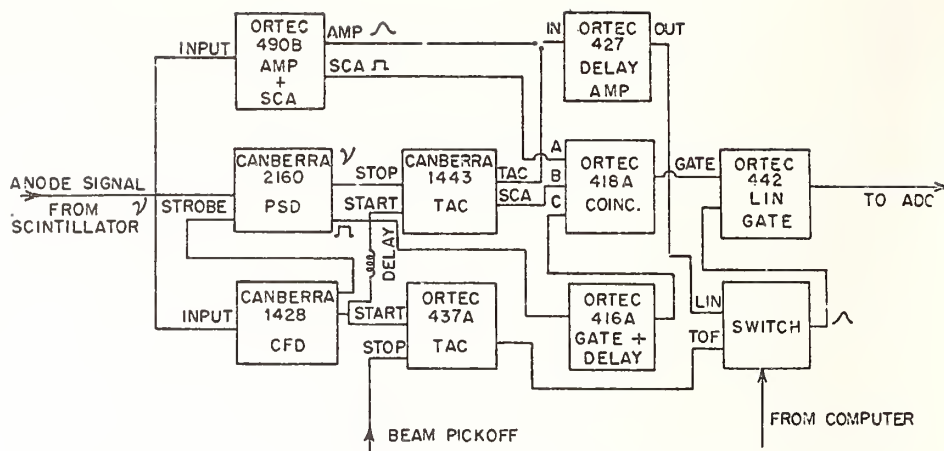 ORTEC
490B
AMP
+
SCA
INPUT
AMP
SCA
IN
ORTEC
427
DELAY
AMP
OUT
ANODE SIGNAL
FROM
SCINTILLATOR
STROBE
CANBERRA
2160
PSD
STOP
START
DELAY
CANBERRA
1443
TAC
TAC
SCA
A
B
C
ORTEC
418A
COINC.
GATE
ORTEC
442
LIN
GATE
TO ADC
INPUT
CANBERRA
1428
CFD
START
STOP
ORTEC
437A
TAC
ORTEC
416A
GATE +
DELAY
LIN
TOF
SWITCH
BEAM PICKOFF
FROM COMPUTER